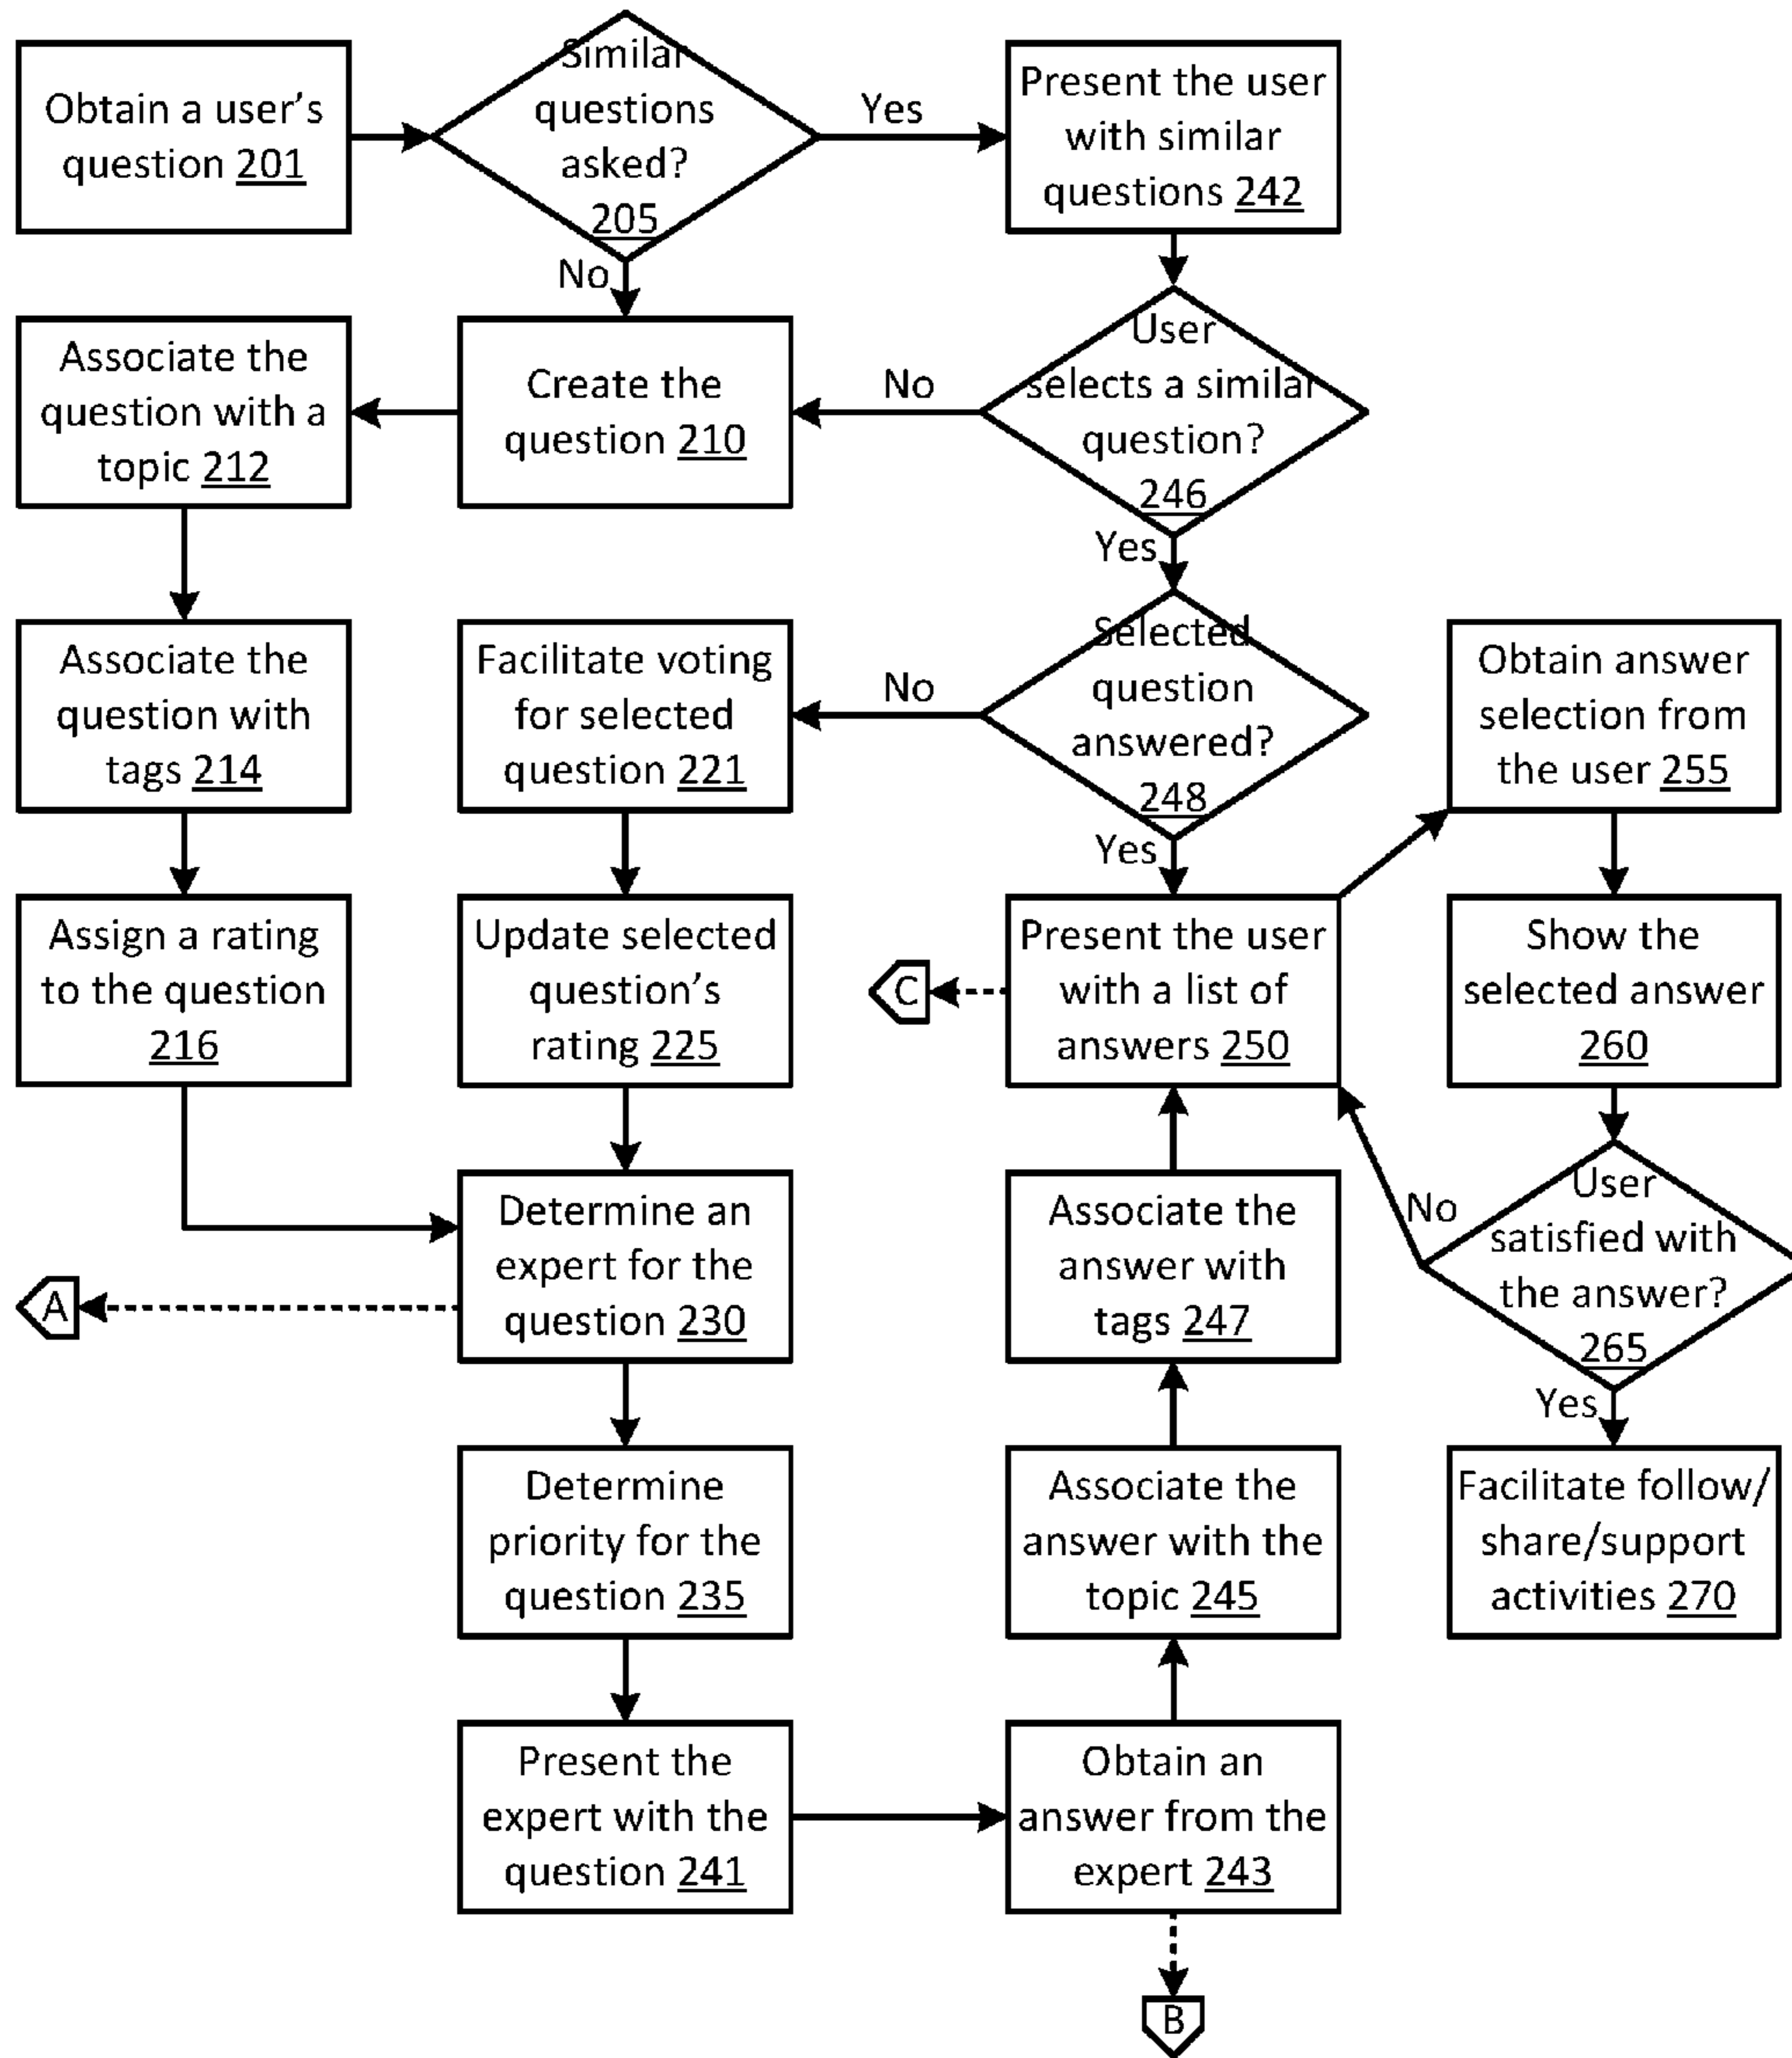 Obtain a user’s
question 201
Similar
questions
asked?
205
Yes
Present the user
with similar
questions 242
No
Associate the
question with a
topic 212
Create the
question 210
No
User
selects a similar
question?
246
Yes
Associate the
question with
tags 214
Facilitate voting
for selected
question 221
No
Selected
question
answered?
248
Yes
Obtain answer
selection from
the user 255
Assign a rating
to the question
216
Update selected
question’s
rating 225
C
Present the user
with a list of
answers 250
Show the
selected answer
260
A
Determine an
expert for the
question 230
Associate the
answer with
tags 247
No
User
satisfied with
the answer?
265
Yes
Determine
priority for the
question 235
Associate the
answer with the
topic 245
Facilitate follow/
share/support
activities 270
Present the
expert with the
question 241
Obtain an
answer from the
expert 243
B